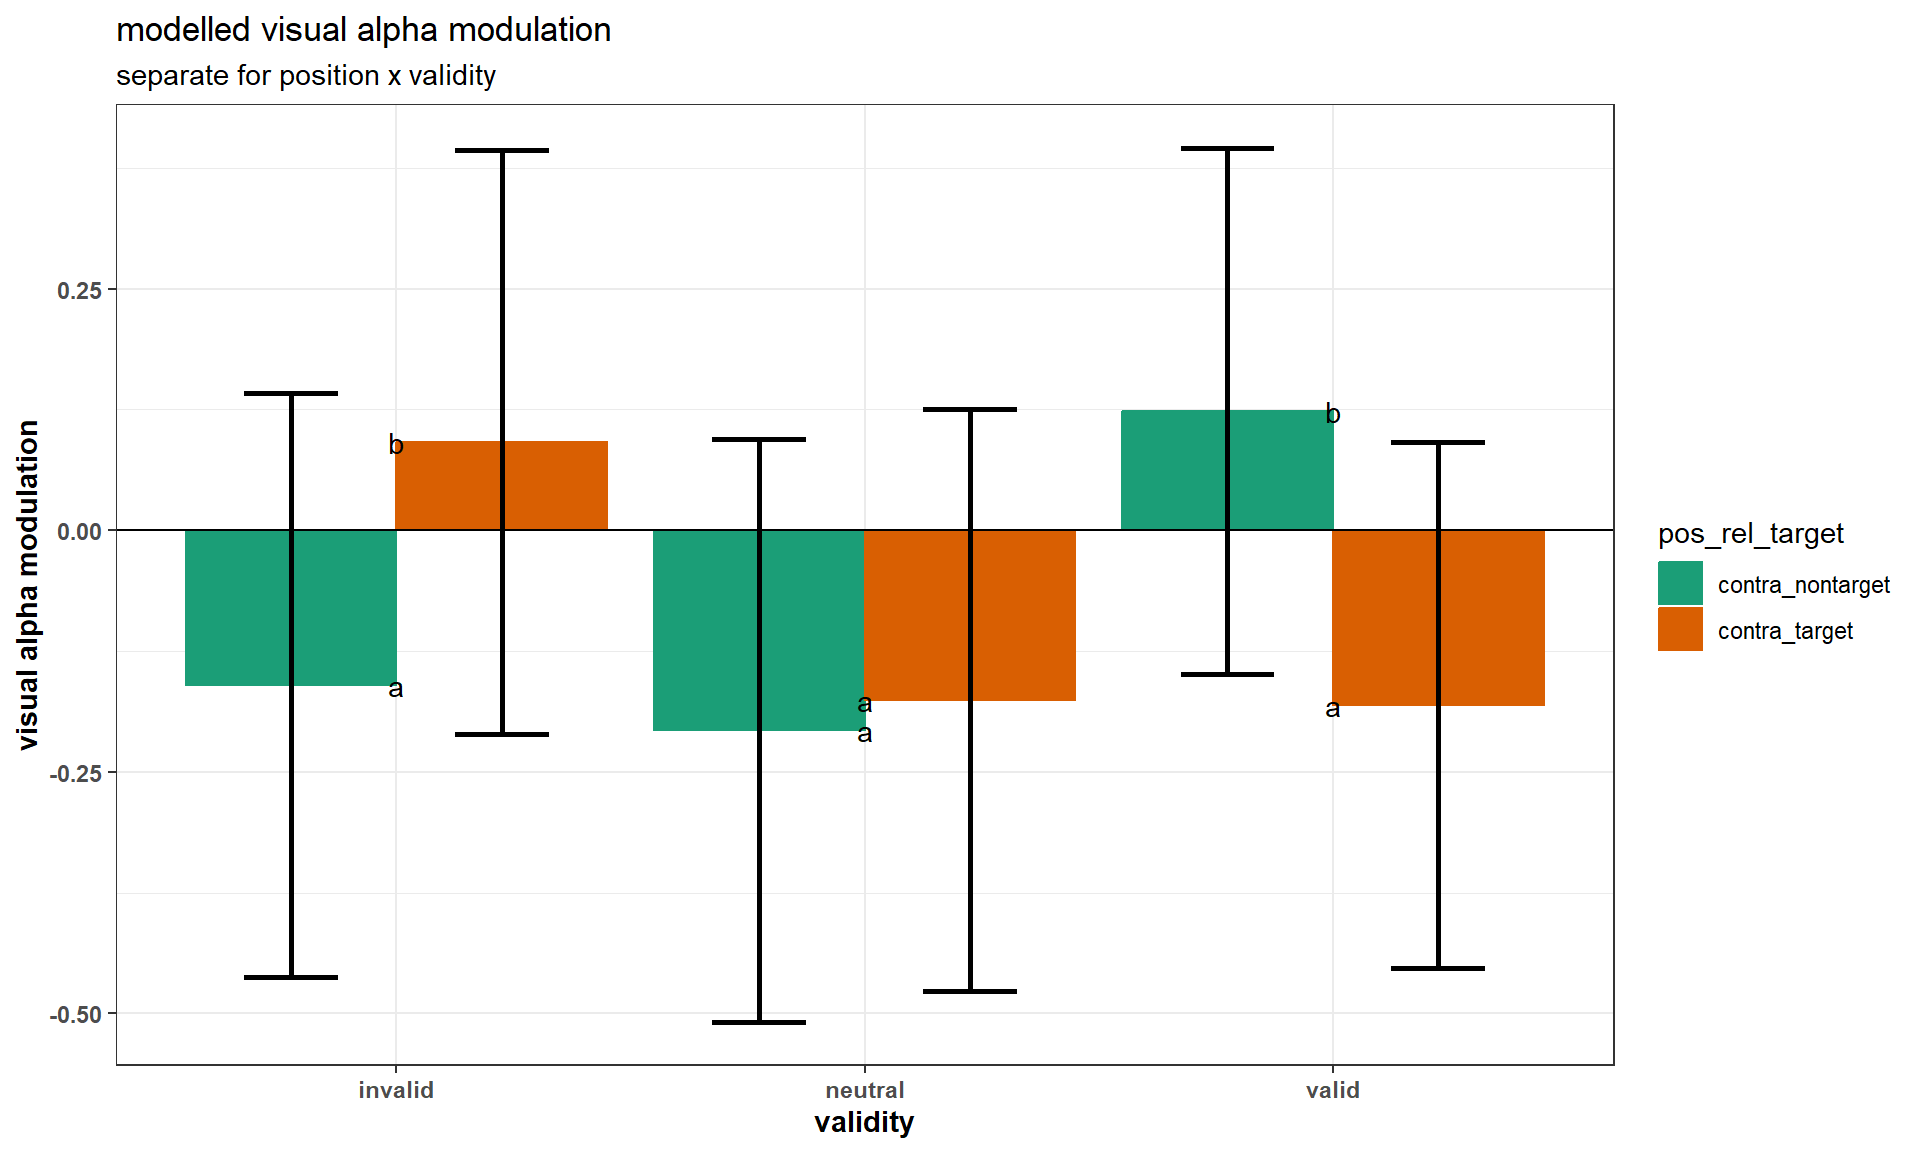 modelled visual alpha modulation
separate for position x validity
visual alpha modulation
0.25
0.00
-0.25
-0.50
b
a
a
a
b
a
invalid
neutral
valid
validity
pos_rel_target
contra_nontarget
contra_target